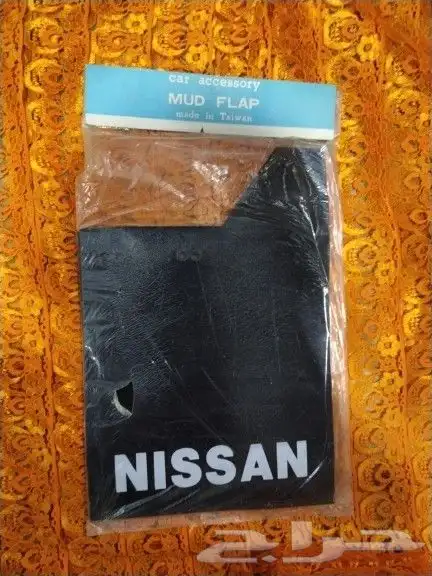 car accessory
MUD FLAP
made in Taiwan
NISSAN
حراج